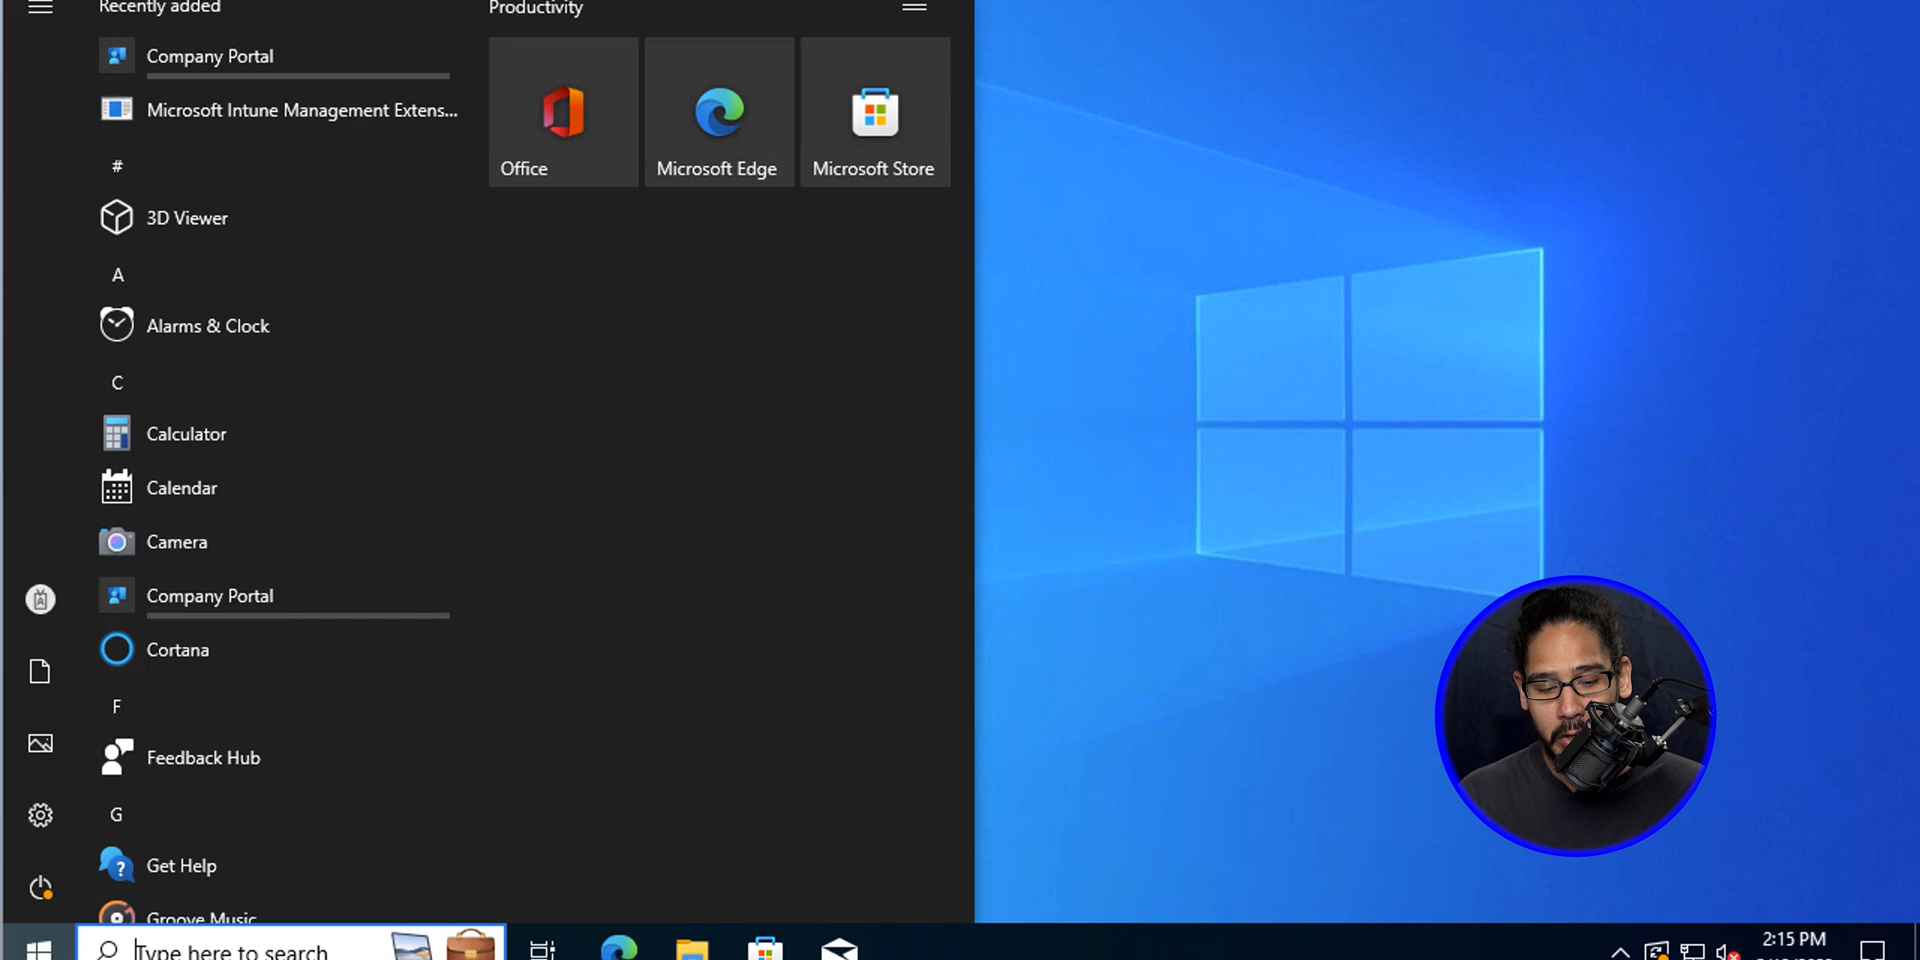 Recently added
Productivity
Company Portal
Microsoft Intune Management Extens...
Office
Microsoft Edge
Microsoft Store
#
3D Viewer
A
Alarms & Clock
C
Calculator
Calendar
Camera
Company Portal
Cortana
F
Feedback Hub
G
Get Help
Groove Music
Type here to search
2:15 PM